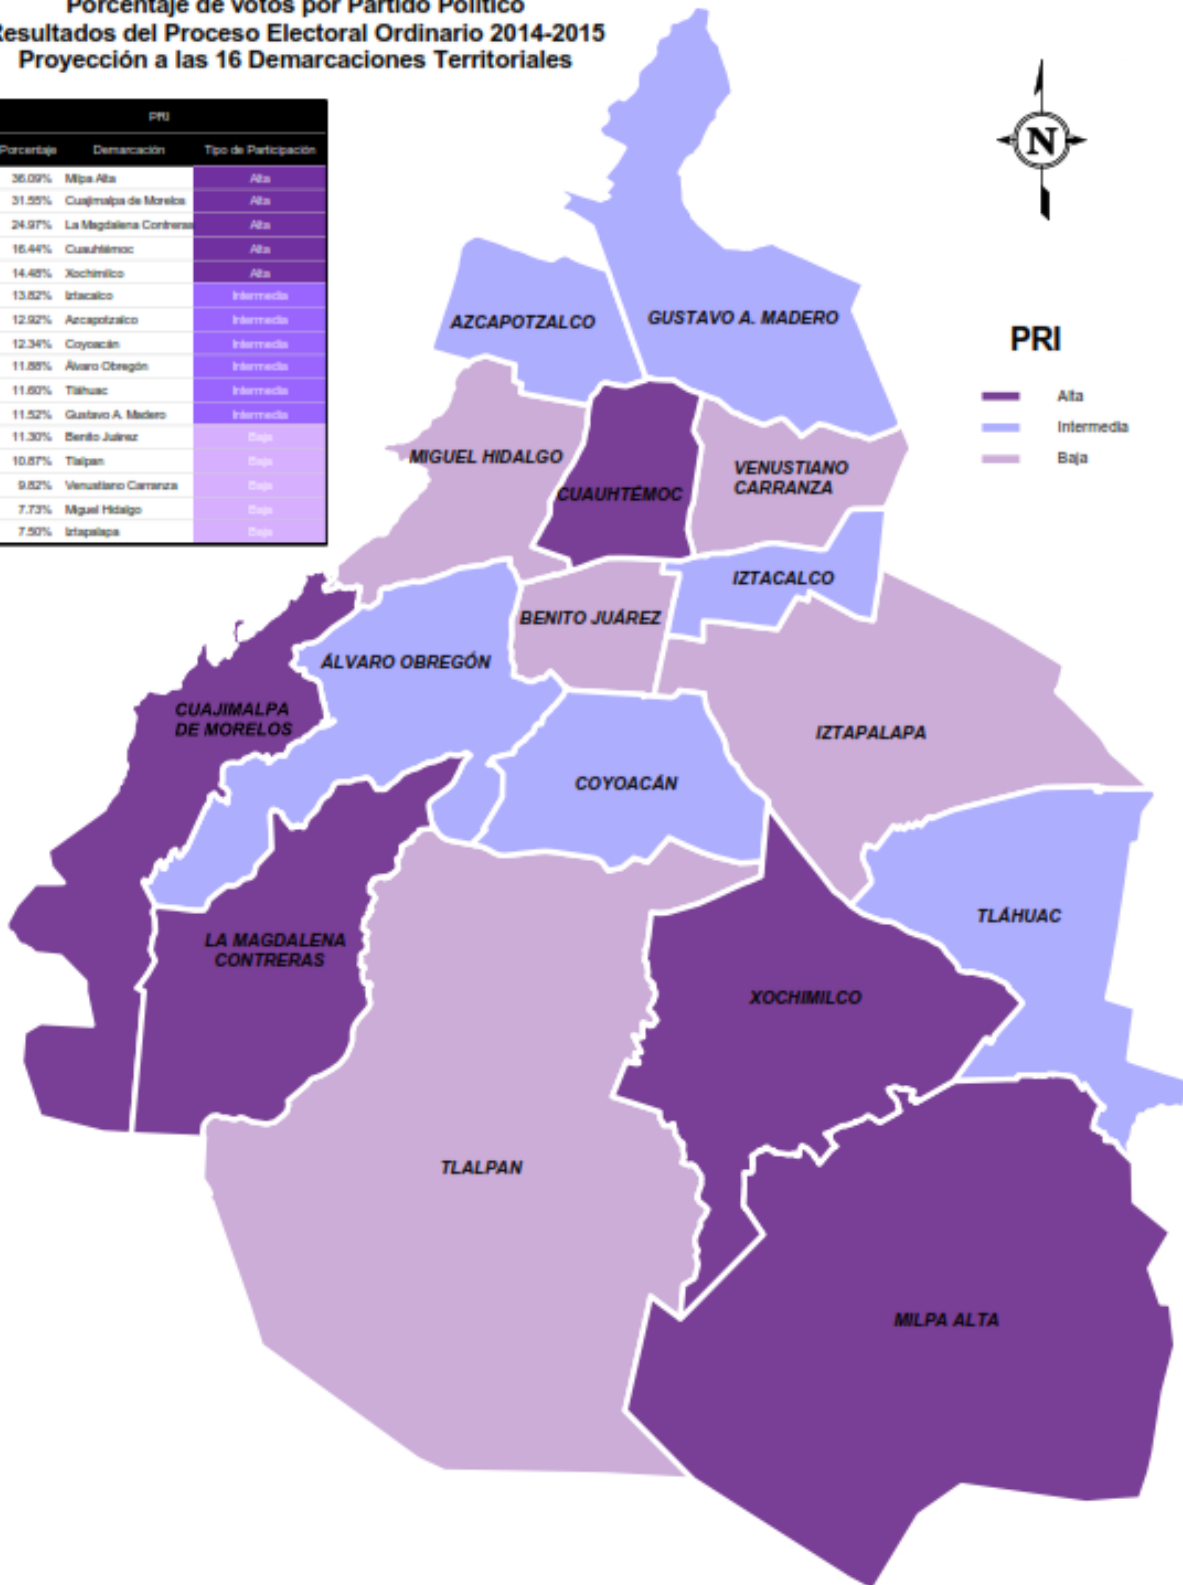 Porcentaje de votos por Partido Político
Resultados del Proceso Electoral Ordinario 2014-2015
Proyección a las 16 Demarcaciones Territoriales
PRI
Porcentaje Demarcación Tipo de Participación
36.09% Milpa Alta Alta
31.55% Cuajimalpa de Morelos Alta
24.97% La Magdalena Contreras Alta
16.44% Cuauhtémoc Alta
14.48% Xochimilco Alta
13.82% Iztacalco Intermedia
12.92% Azcapotzalco Intermedia
12.34% Coyoacán Intermedia
11.88% Álvaro Obregón Intermedia
11.60% Tláhuac Intermedia
11.52% Gustavo A. Madero Intermedia
11.30% Benito Juárez Baja
10.87% Tlalpan Baja
9.82% Venustiano Carranza Baja
7.73% Miguel Hidalgo Baja
7.50% Iztapalapa Baja
N
PRI
Alta
Intermedia
Baja
AZCAPOTZALCO
GUSTAVO A. MADERO
MIGUEL HIDALGO
CUAUHTÉMOC
VENUSTIANO
CARRANZA
IZTACALCO
BENITO JUÁREZ
ÁLVARO OBREGÓN
CUAJIMALPA
DE MORELOS
IZTAPALAPA
COYOACÁN
TLÁHUAC
LA MAGDALENA
CONTRERAS
XOCHIMILCO
TLALPAN
MILPA ALTA